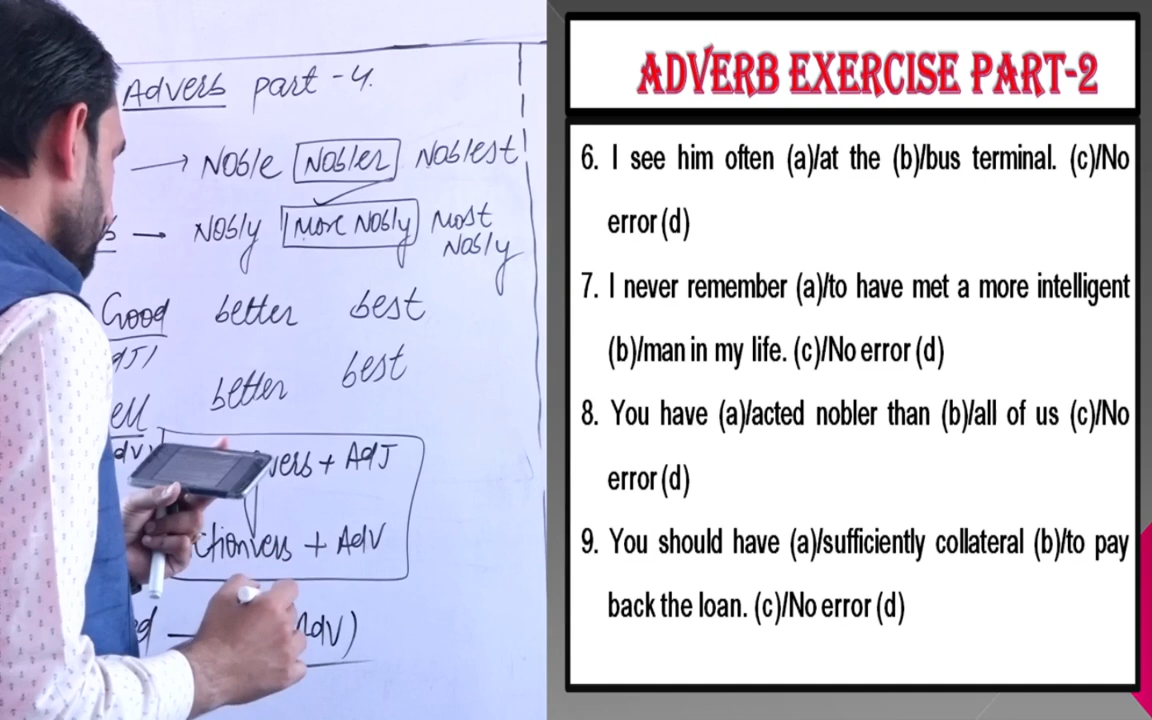 Adverb part - 4.
Noble Nobler Noblest
Nobly More Nobly Most
Nobly
Good better best
better best
+ Adj
+ Adv
ADVERB EXERCISE PART-2
6. I see him often (a)/at the (b)/bus terminal. (c)/No
error (d)
7. I never remember (a)/to have met a more intelligent
(b)/man in my life. (c)/No error (d)
8. You have (a)/acted nobler than (b)/all of us (c)/No
error (d)
9. You should have (a)/sufficiently collateral (b)/to pay
back the loan. (c)/No error (d)